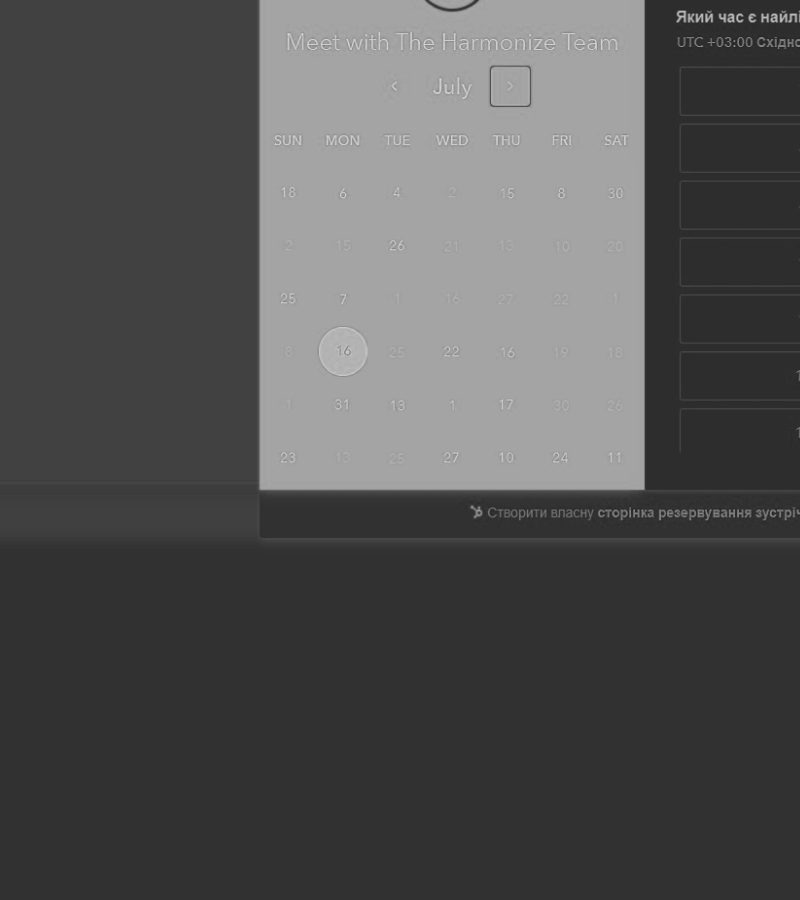 Meet with The Harmonize Team
July
SUN MON TUE WED THU FRI SAT
18 6 4 2 15 8 30
2 15 26 21 13 10 20
25 7 1 16 27 22 1
8 16 25 22 16 19 18
1 31 13 1 17 30 26
23 13 25 27 10 24 11
Який час є
UTC +03:00
Створити власну сторінка резервування